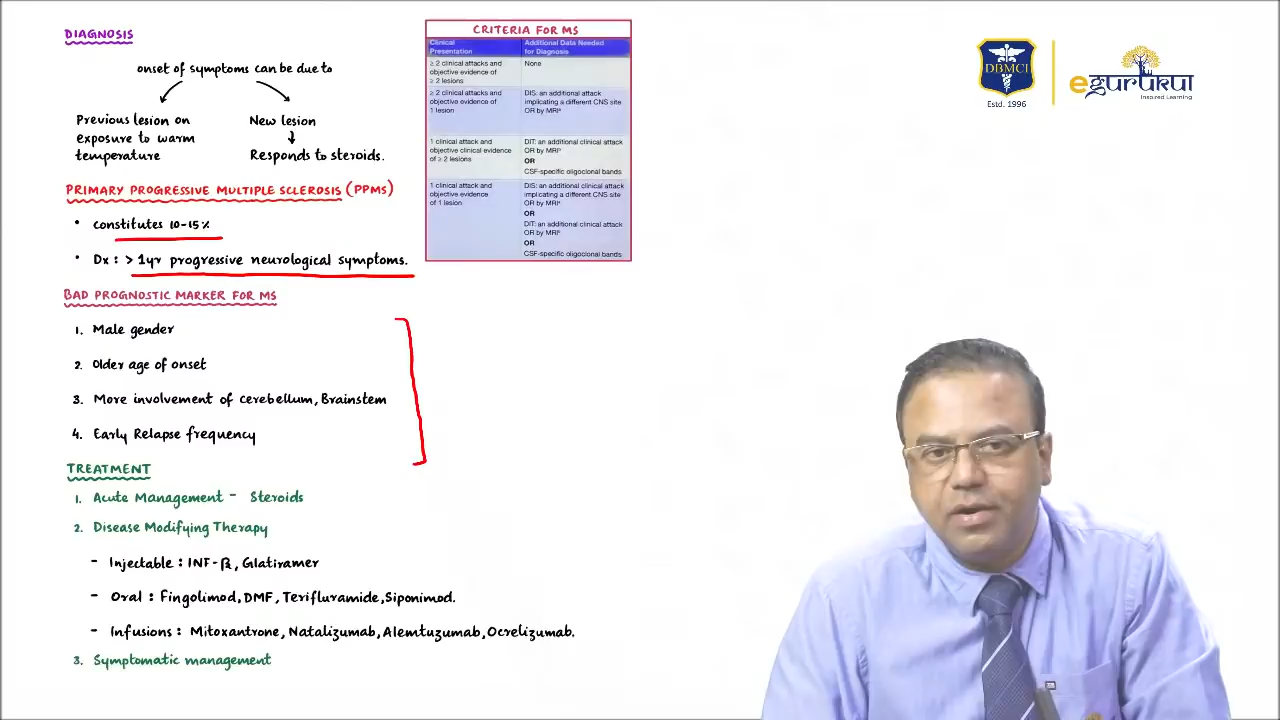 DIAGNOSIS
onset of symptoms can be due to
Previous lesion on
exposure to warm
temperature
New lesion
Responds to steroids.
PRIMARY PROGRESSIVE MULTIPLE SCLEROSIS (PPMS)
• constitutes 10-15%
• Dx : > 1yr progressive neurological symptoms.
BAD PROGNOSTIC MARKER FOR MS
1. Male gender
2. Older age of onset
3. More involvement of cerebellum, Brainstem
4. Early Relapse frequency
TREATMENT
1. Acute Management - Steroids
2. Disease Modifying Therapy
- Injectable : INF-β, Glatiramer
- Oral : Fingolimod, DMF, Terifluramide, Siponimod.
- Infusions : Mitoxantrone, Natalizumab, Alemtuzumab, Ocrelizumab.
3. Symptomatic management
CRITERIA FOR MS
Clinical
Presentation
Additional Data Needed
for Diagnosis
≥ 2 clinical attacks and
objective evidence of
≥ 2 lesions
None
≥ 2 clinical attacks and
objective evidence of
1 lesion
DIS: an additional attack
implicating a different CNS site
OR by MRI
1 clinical attack and
objective clinical evidence
of ≥ 2 lesions
DIT: an additional clinical attack
OR by MRI
OR
CSF-specific oligoclonal bands
1 clinical attack and
objective evidence
of 1 lesion
DIS: an additional clinical attack
implicating a different CNS site
OR by MRI
OR
DIT: an additional clinical attack
OR by MRI
OR
CSF-specific oligoclonal bands
DBMCI
Estd. 1996
egurukul
Inspired Learning